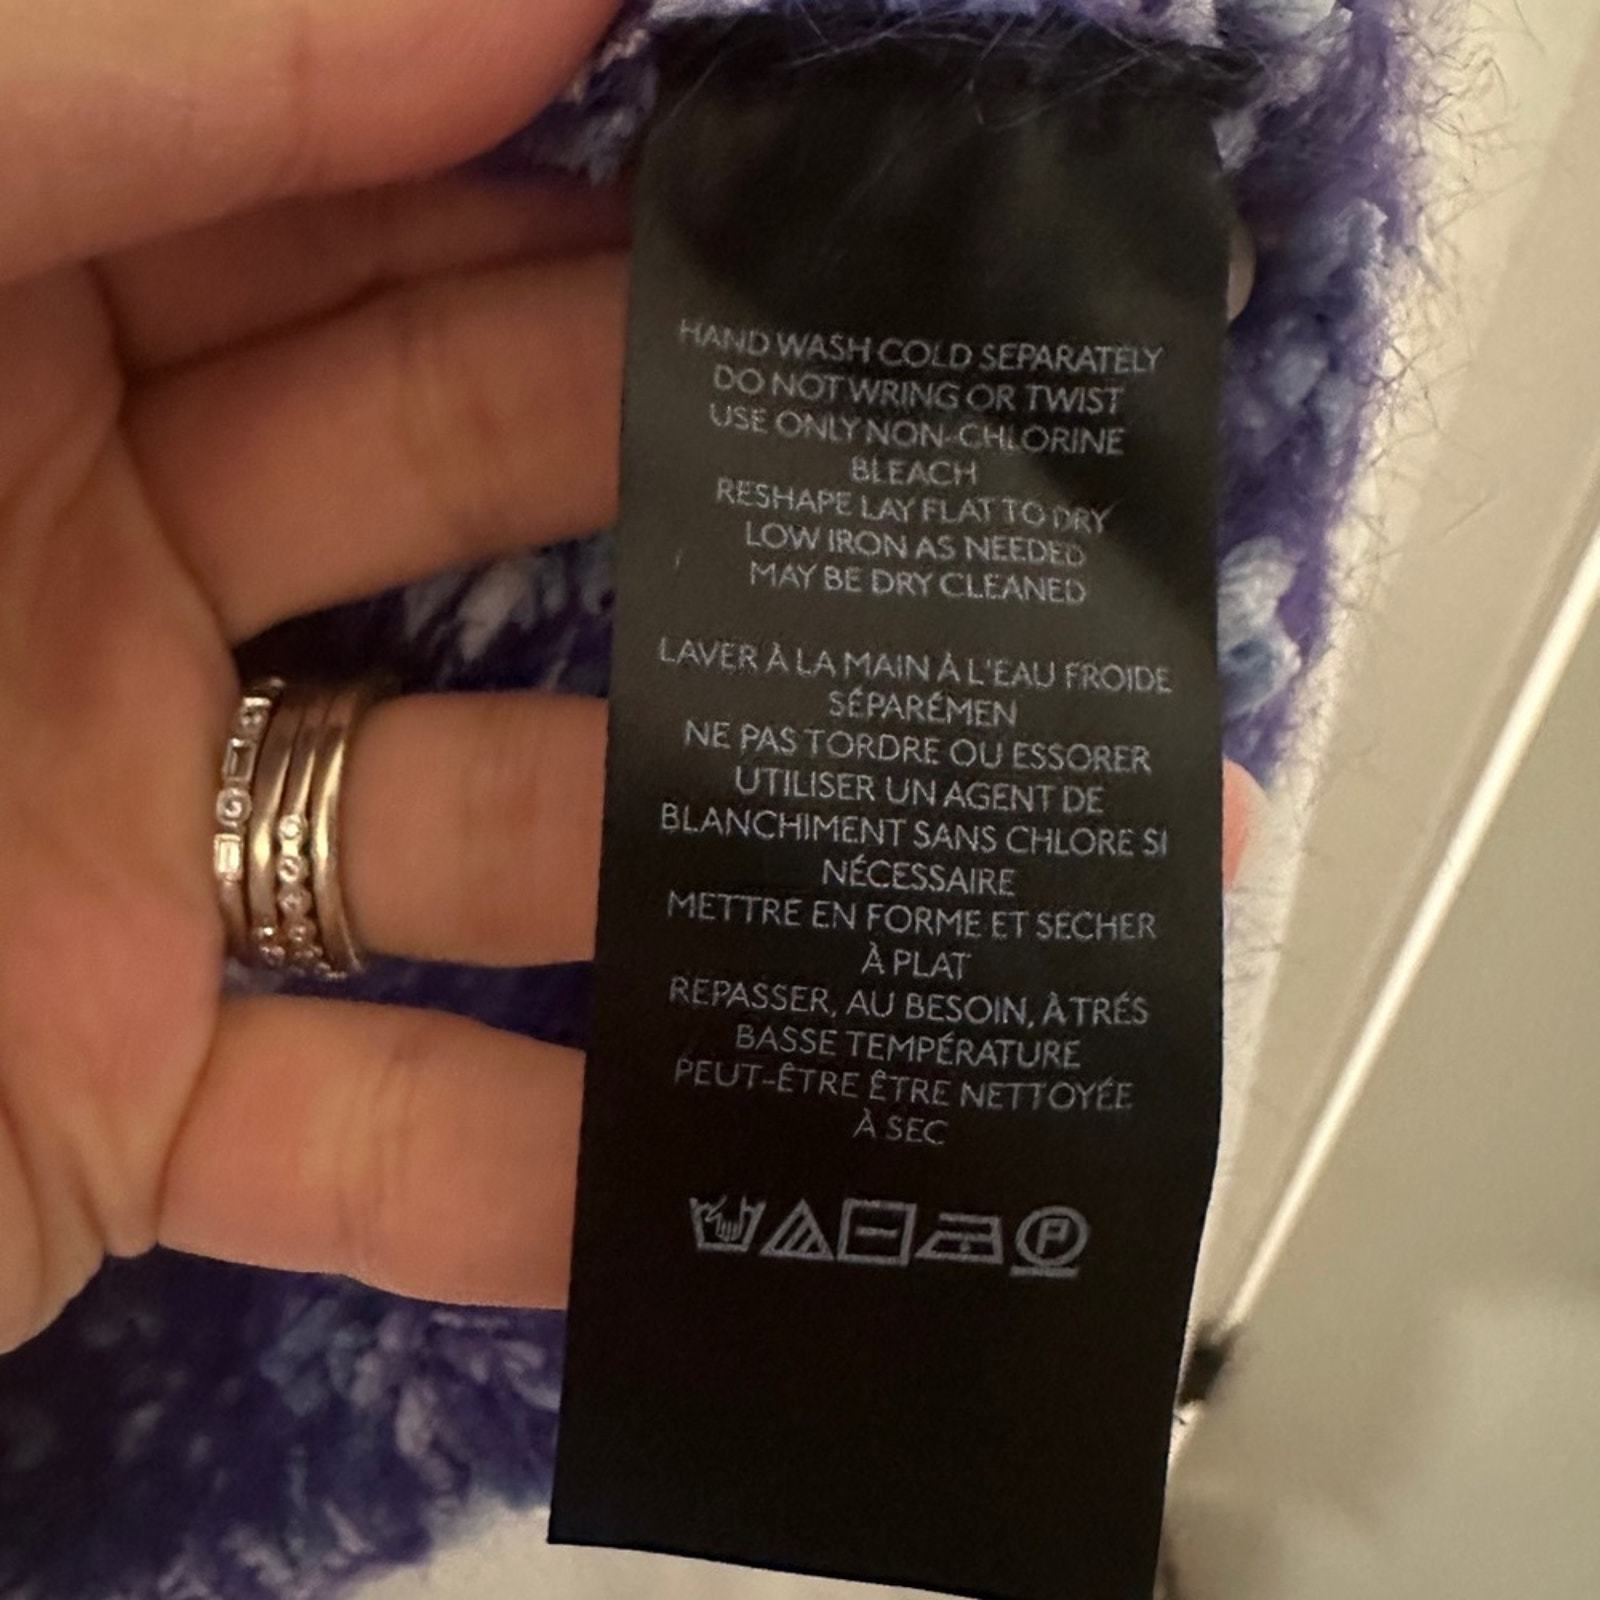 HAND WASH COLD SEPARATELY
DO NOT WRING OR TWIST
USE ONLY NON-CHLORINE
BLEACH
RESHAPE LAY FLAT TO DRY
LOW IRON AS NEEDED
MAY BE DRY CLEANED
LAVER À LA MAIN À L'EAU FROIDE
SÉPARÉMEN
NE PAS TORDRE OU ESSORER
UTILISER UN AGENT DE
BLANCHIMENT SANS CHLORE SI
NÉCESSAIRE
METTRE EN FORME ET SECHER
À PLAT
REPASSER, AU BESOIN, À TRÉS
BASSE TEMPÉRATURE
PEUT-ÊTRE ÊTRE NETTOYÉE
À SEC
P